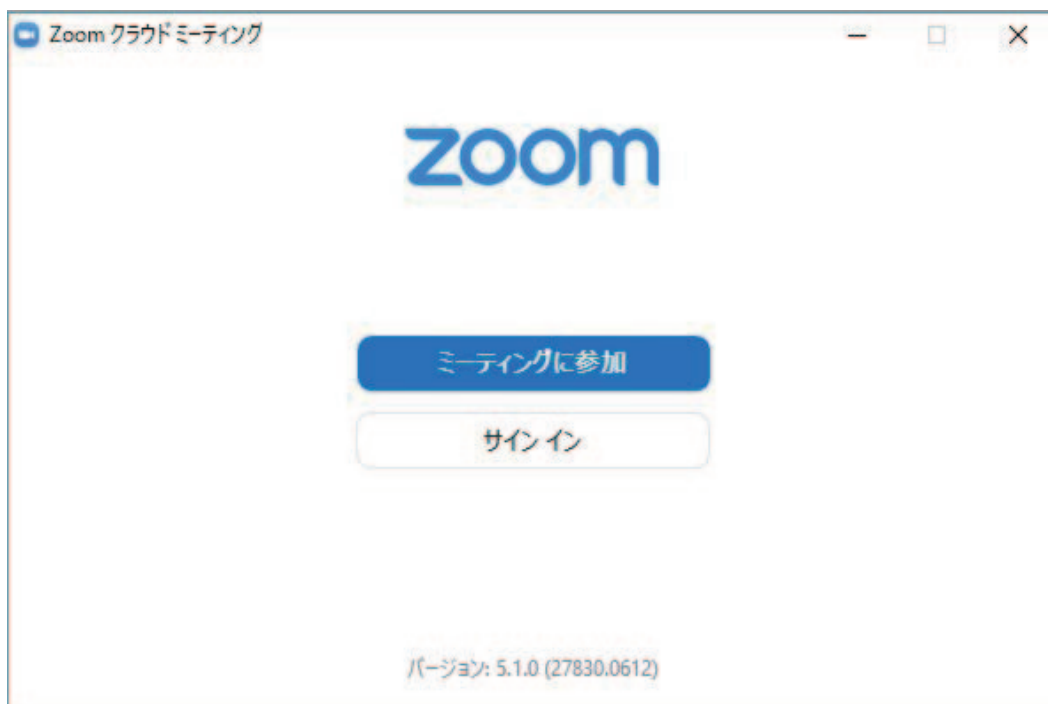 Zoom クラウド ミーティング
zoom
ミーティングに参加
サイン イン
バージョン: 5.1.0 (27830.0612)